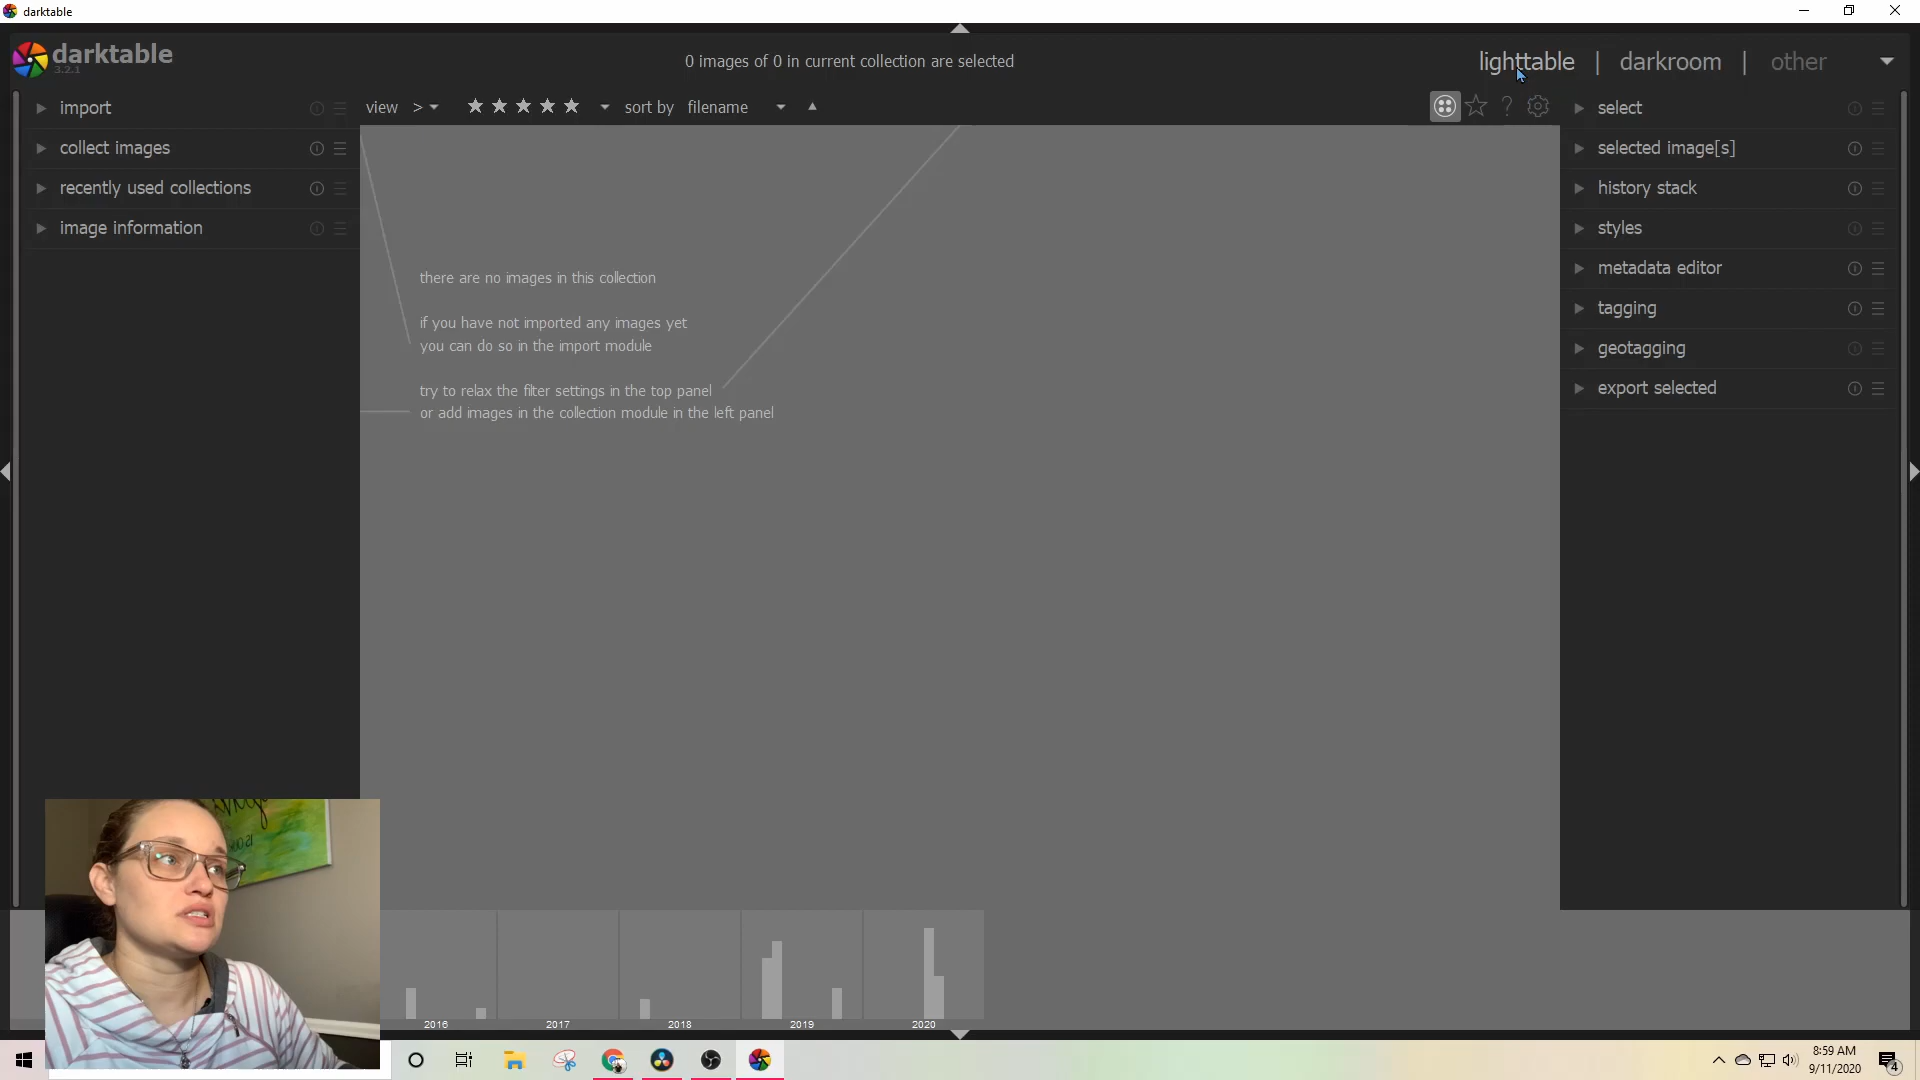 darktable
darktable
3.2.1
0 images of 0 in current collection are selected
lighttable | darkroom | other
import
collect images
recently used collections
image information
view >
sort by filename
?
select
selected image[s]
history stack
styles
metadata editor
tagging
geotagging
export selected
there are no images in this collection
if you have not imported any images yet
you can do so in the import module
try to relax the filter settings in the top panel
or add images in the collection module in the left panel
2016 2017 2018 2019 2020
8:59 AM
9/11/2020
4